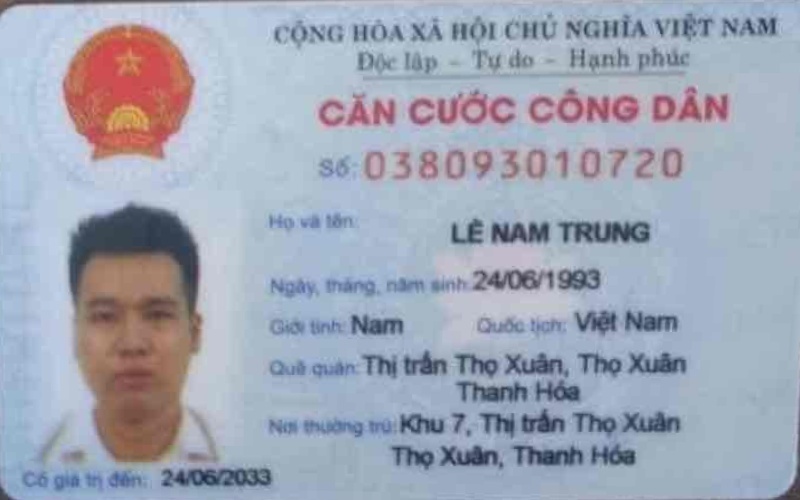 CỘNG HÒA XÃ HỘI CHỦ NGHĨA VIỆT NAM
Độc lập - Tự do - Hạnh phúc
CĂN CƯỚC CÔNG DÂN
Số: 038093010720
Họ và tên:
LÊ NAM TRUNG
Ngày, tháng, năm sinh: 24/06/1993
Giới tính: Nam Quốc tịch: Việt Nam
Quê quán: Thị trấn Thọ Xuân, Thọ Xuân
Thanh Hóa
Nơi thường trú: Khu 7, Thị trấn Thọ Xuân
Thọ Xuân, Thanh Hóa
Có giá trị đến: 24/06/2033